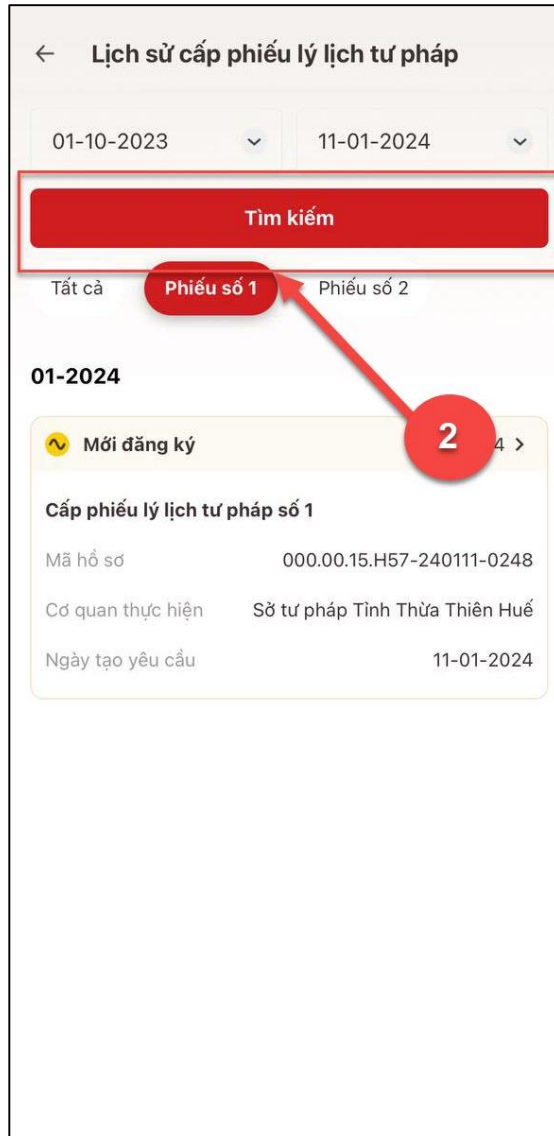 Lịch sử cấp phiếu lý lịch tư pháp
01-10-2023 11-01-2024
Tìm kiếm
Tất cả Phiếu số 1 Phiếu số 2
01-2024
Mới đăng ký 4
2
Cấp phiếu lý lịch tư pháp số 1
Mã hồ sơ 000.00.15.H57-240111-0248
Cơ quan thực hiện Sở tư pháp Tỉnh Thừa Thiên Huế
Ngày tạo yêu cầu 11-01-2024